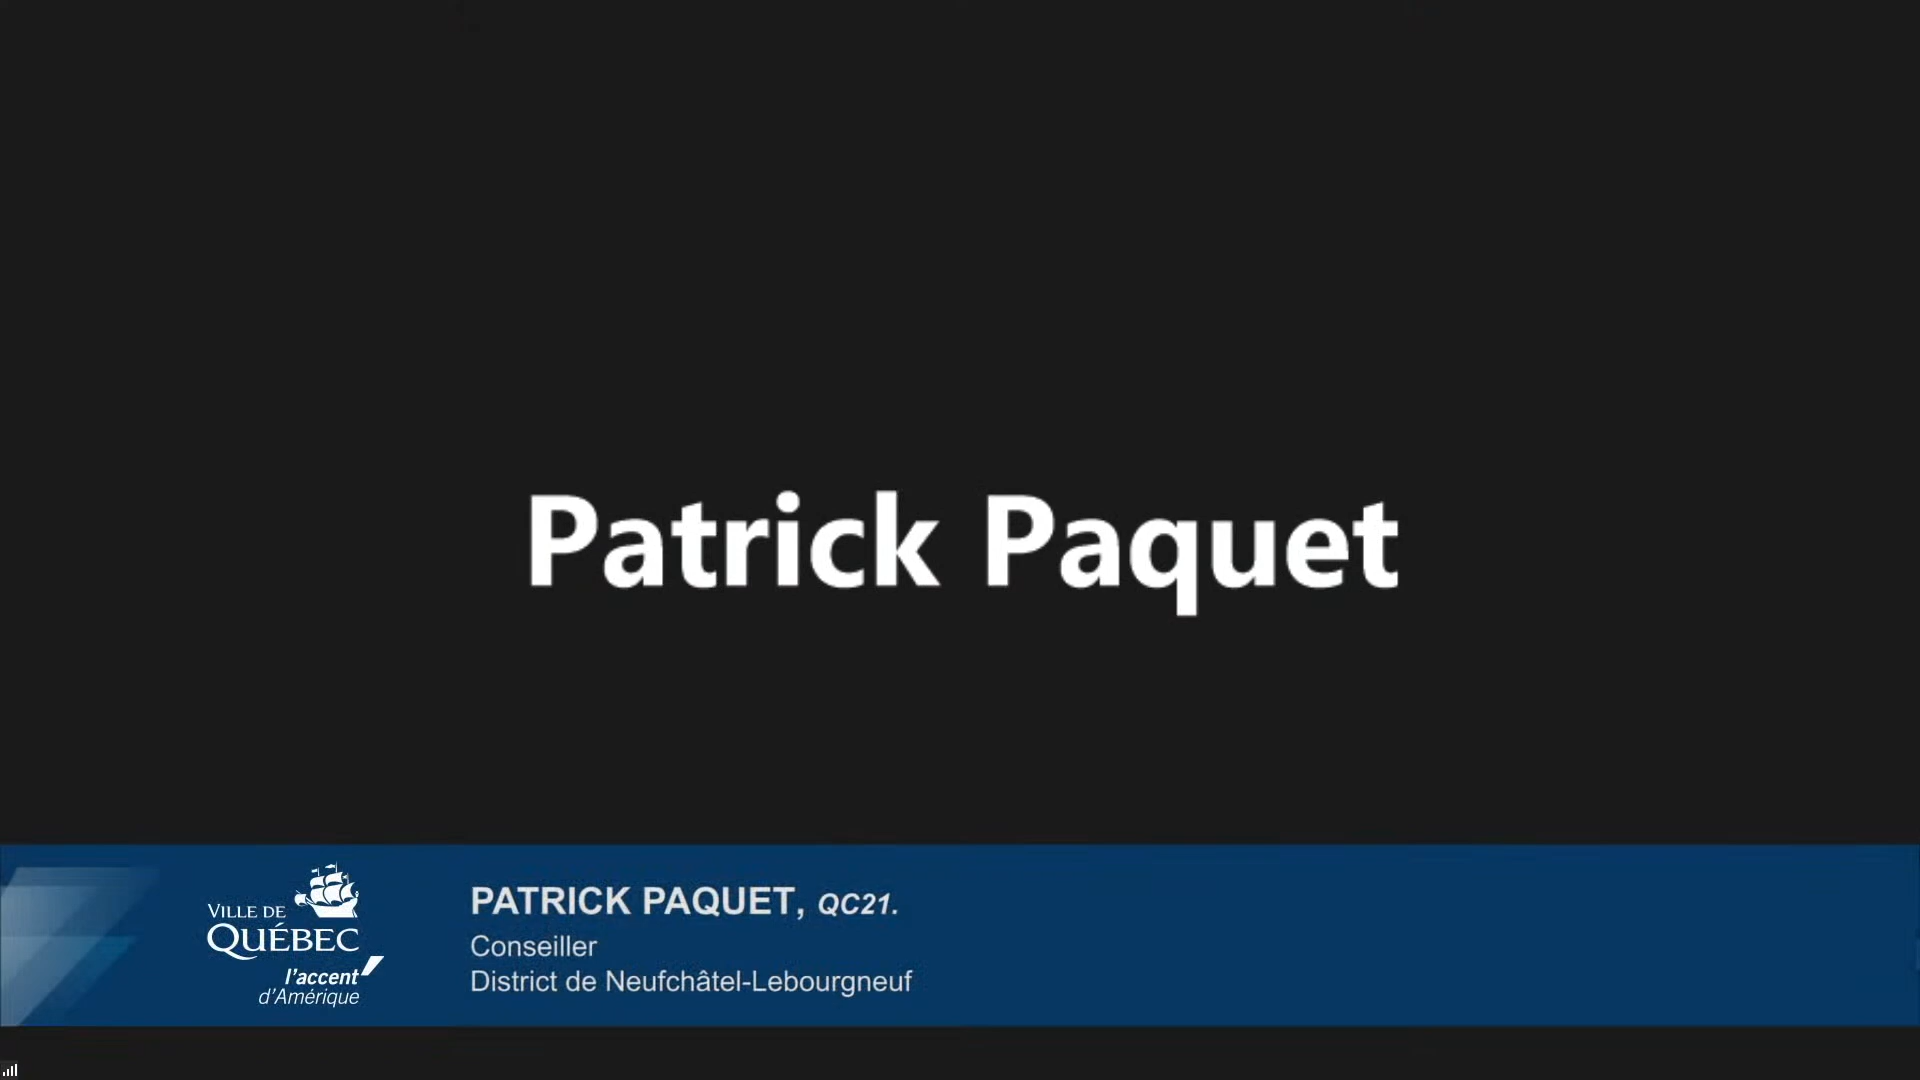 Patrick Paquet
VILLE DE
QUÉBEC
l'accent
d'Amérique
PATRICK PAQUET, QC21.
Conseiller
District de Neufchâtel-Lebourgneuf